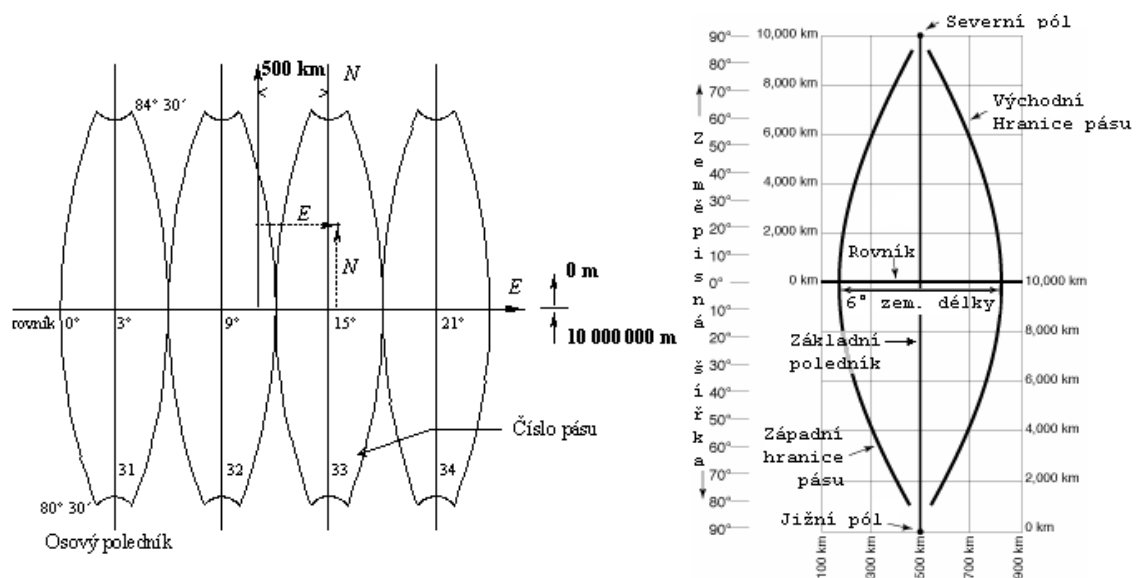 500 km
N
84° 30´
E
N
0 m
E
rovník 0°
3°
9°
15°
21°
10 000 000 m
Číslo pásu
31
32
33
34
80° 30´
Osový poledník
Severní pól
90°
10,000 km
80°
8,000 km
70°
Východní
Hranice pásu
60°
6,000 km
50°
40°
4,000 km
30°
20°
2,000 km
10°
Rovník
0°
0 km
10,000 km
6° zem. délky
10°
20°
8,000 km
Základní
poledník
30°
40°
6,000 km
50°
Západní
hranice
pásu
4,000 km
60°
70°
2,000 km
80°
Jižní pól
90°
0 km
Zeměpisná šířka
100 km
300 km
500 km
700 km
900 km